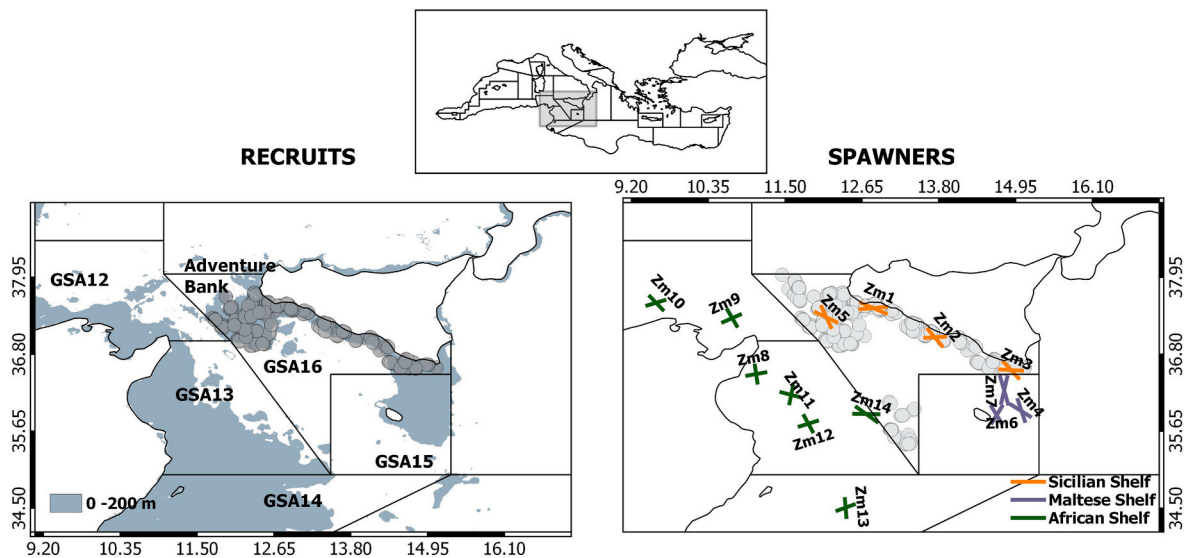 RECRUITS
SPAWNERS
9.20 10.35 11.50 12.65 13.80 14.95 16.10
37.95
36.80
35.65
34.50
GSA12
Adventure
Bank
GSA16
GSA13
GSA15
GSA14
0 -200 m
9.20 10.35 11.50 12.65 13.80 14.95 16.10
Zm10
Zm9
Zm5
Zm1
Zm2
Zm3
Zm8
Zm11
Zm14
Zm7
Zm4
Zm6
Zm12
Zm13
Sicilian Shelf
Maltese Shelf
African Shelf
37.95
36.80
35.65
34.50